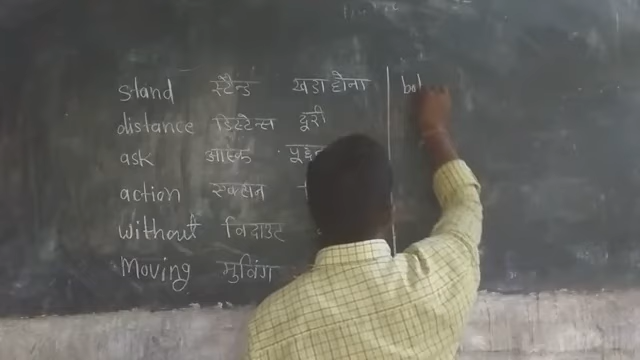 stand स्टैन्ड खडा होना
distance डिस्टेन्स दूरी
ask आस्क
action एक्शन
without विदाउट
Moving मुविंग